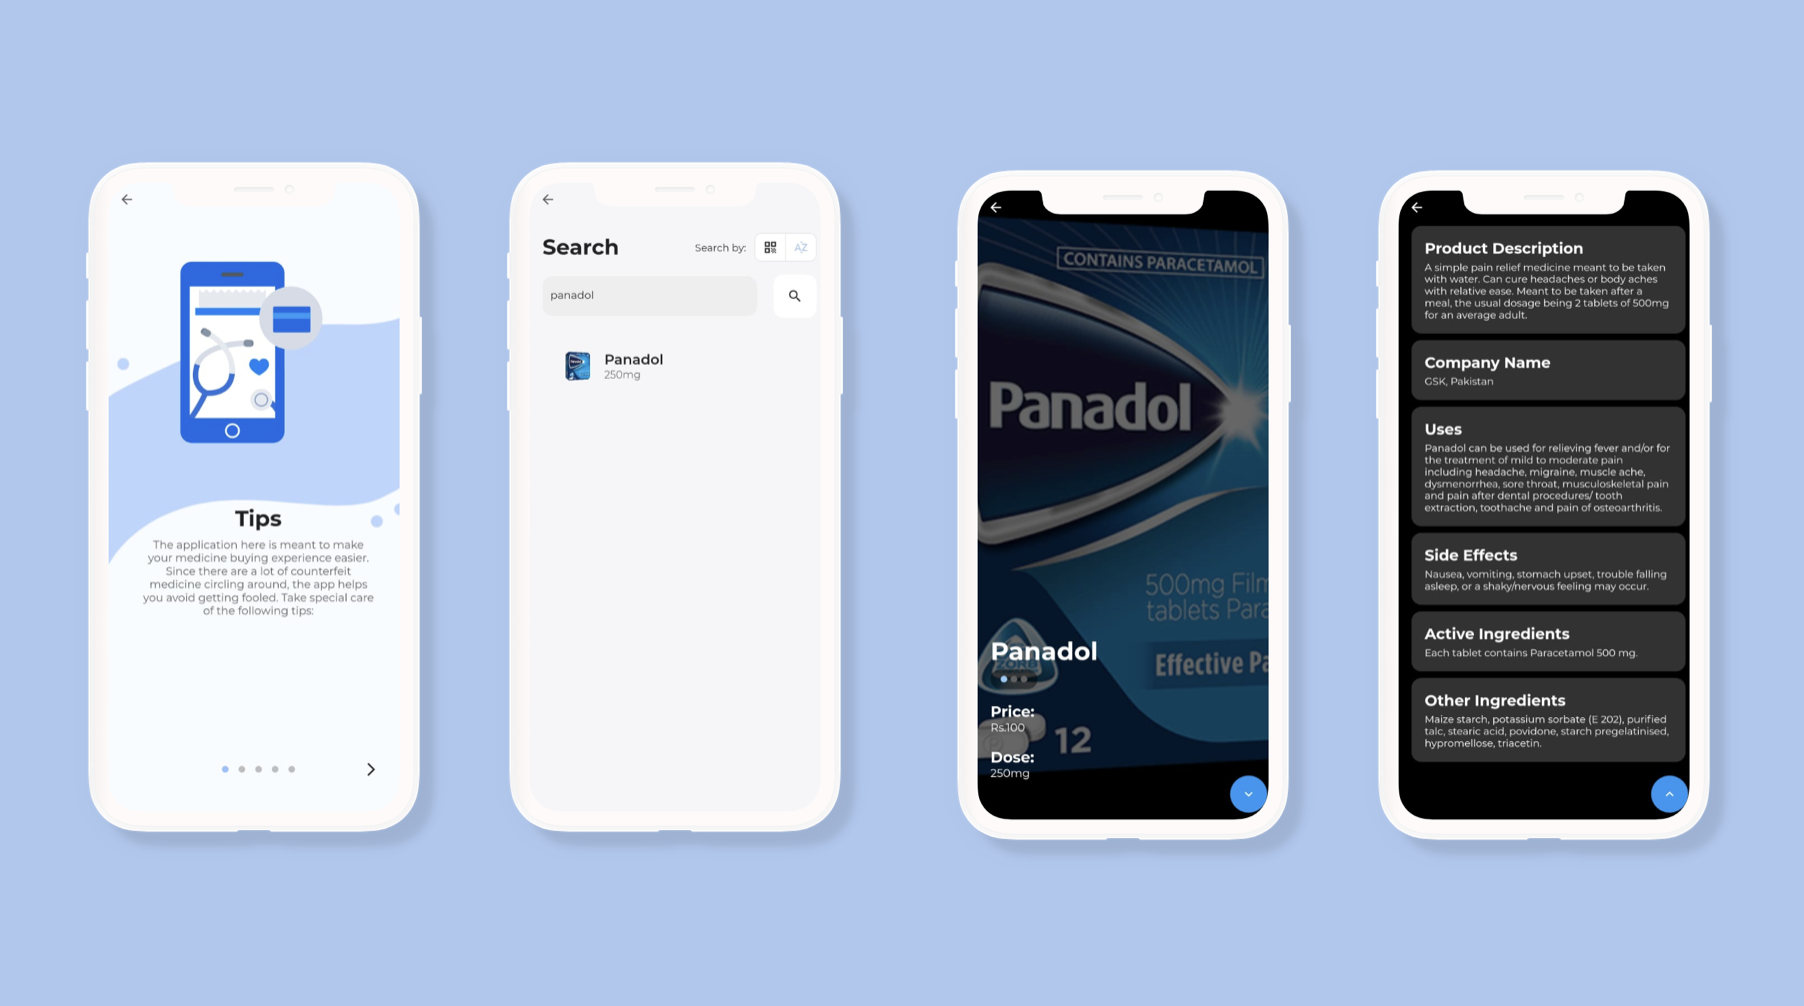 Tips
The application here is meant to make
your medicine buying experience easier.
Since there are a lot of counterfeit
medicine circling around, the app helps
you avoid getting fooled. Take special care
of the following tips:
Search
Search by:
AZ
panadol
Panadol
250mg
CONTAINS PARACETAMOL
Panadol
500mg Film
tablets Para
Effective Pa
Panadol
Price:
Rs.100
12
Dose:
250mg
Product Description
A simple pain relief medicine meant to be taken
with water. Can cure headaches or body aches
with relative ease. Meant to be taken after a
meal, the usual dosage being 2 tablets of 500mg
for an average adult.
Company Name
GSK, Pakistan
Uses
Panadol can be used for relieving fever and/or for
the treatment of mild to moderate pain
including headache, migraine, muscle ache,
dysmenorrhea, sore throat, musculoskeletal pain
and pain after dental procedures/ tooth
extraction, toothache and pain of osteoarthritis.
Side Effects
Nausea, vomiting, stomach upset, trouble falling
asleep, or a shaky/nervous feeling may occur.
Active Ingredients
Each tablet contains Paracetamol 500 mg.
Other Ingredients
Maize starch, potassium sorbate (E 202), purified
talc, stearic acid, povidone, starch pregelatinised,
hypromellose, triacetin.